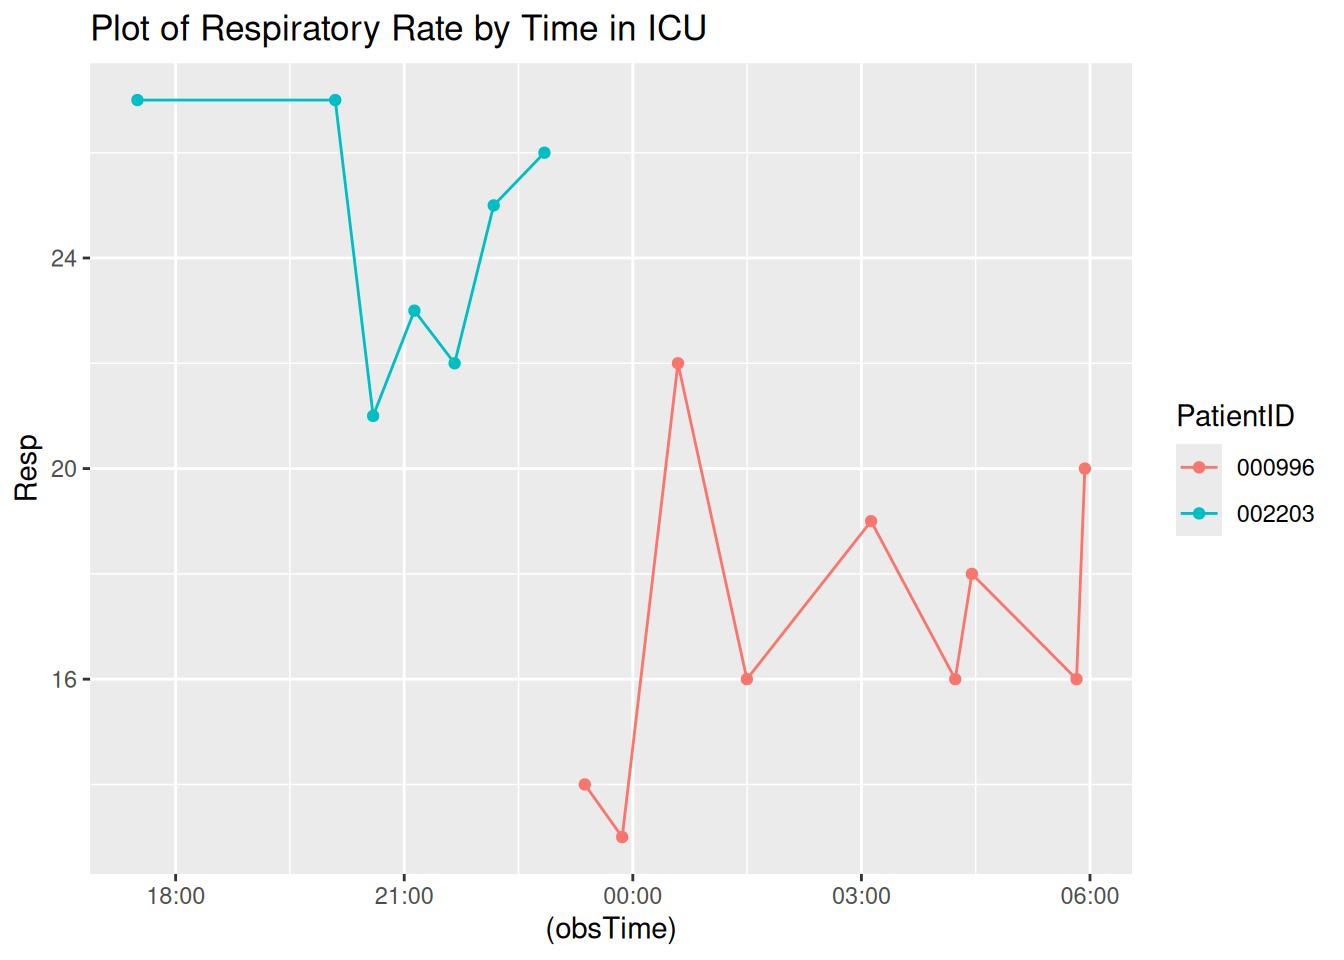 Plot of Respiratory Rate by Time in ICU
24
20
16
Resp
18:00 21:00 00:00 03:00 06:00
(obsTime)
PatientID
000996
002203